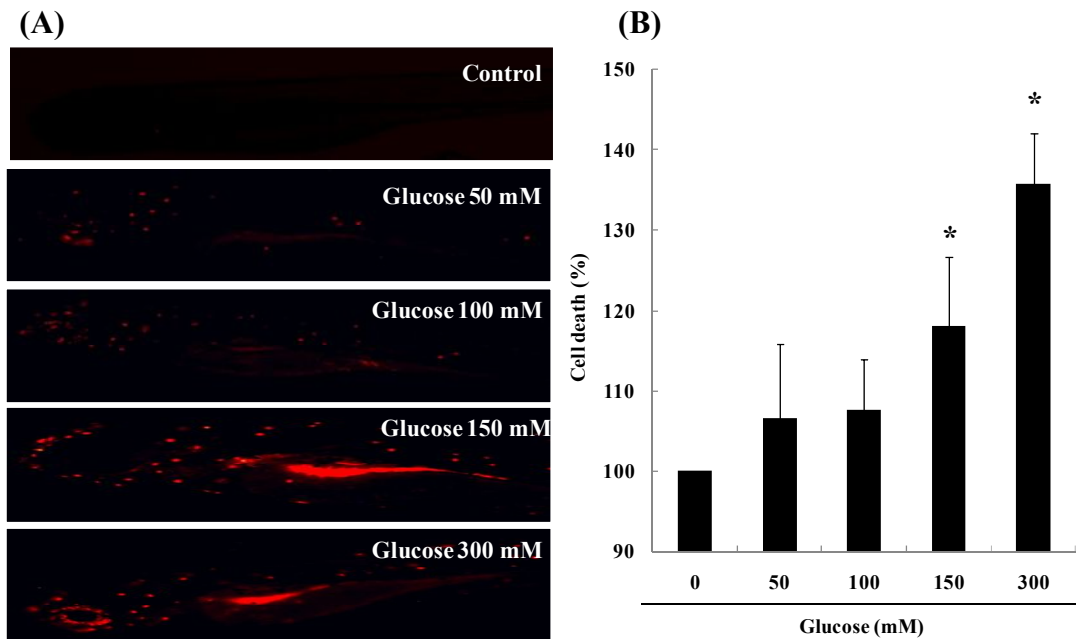 (A)
Control
Glucose 50 mM
Glucose 100 mM
Glucose 150 mM
Glucose 300 mM
(B)
150
140
130
120
110
100
90
Cell death (%)
*
*
0 50 100 150 300
Glucose (mM)